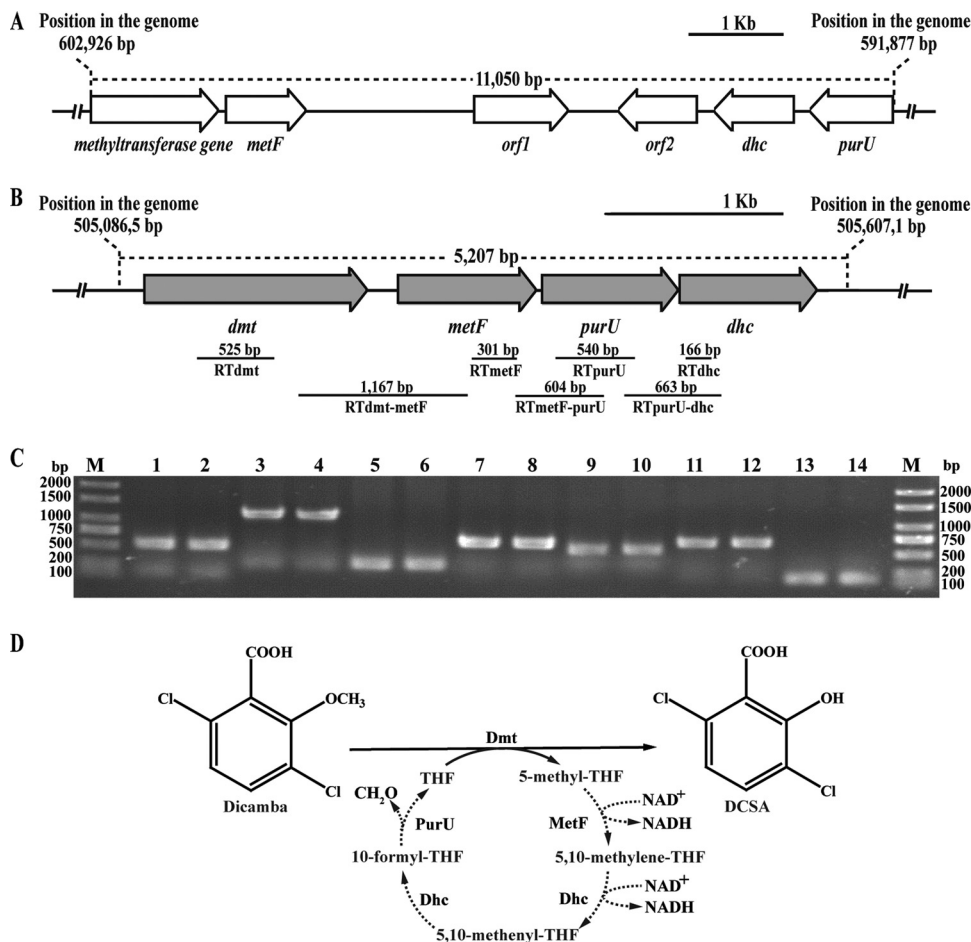 A
Position in the genome
602,926 bp
1 Kb
Position in the genome
591,877 bp
11,050 bp
methyltransferase gene metF orf1 orf2 dhc purU
B
Position in the genome
505,086,5 bp
1 Kb
Position in the genome
505,607,1 bp
5,207 bp
dmt metF purU dhc
525 bp 301 bp 540 bp 166 bp
RTdmt RTmetF RTpurU RTdhc
1,167 bp 604 bp 663 bp
RTdmt-metF RTmetF-purU RTpurU-dhc
C
bp M 1 2 3 4 5 6 7 8 9 10 11 12 13 14 M bp
2000 2000
1500 1500
1000 1000
750 750
500 500
200 200
100 100
D
COOH COOH
Cl OCH3 Cl OH
Cl Cl
Dicamba DCSA
Dmt
THF 5-methyl-THF
CH2O NAD+
PurU MetF NADH
10-formyl-THF 5,10-methylene-THF
Dhc Dhc NAD+
NADH
5,10-methenyl-THF